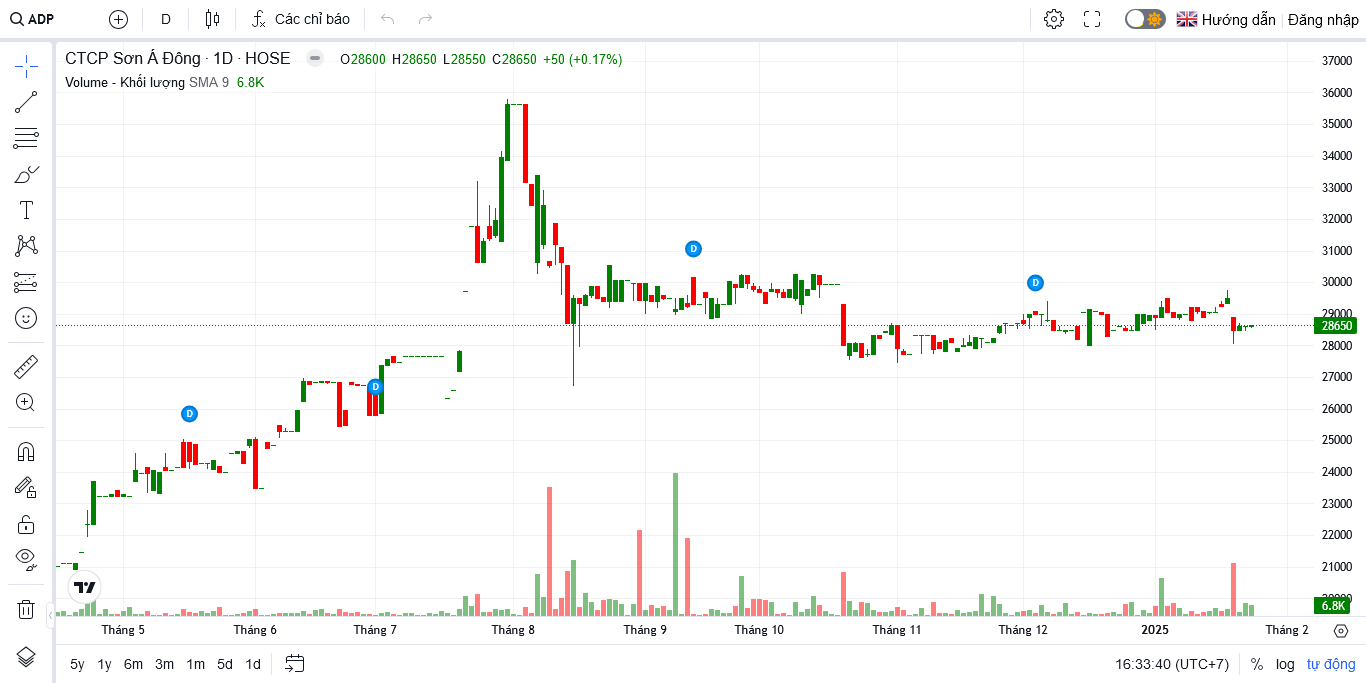 ADP D Các chỉ báo Hướng dẫn Đăng nhập
CTCP Sơn Á Đông · 1D · HOSE O28600 H28650 L28550 C28650 +50 (+0.17%)
Volume - Khối lượng SMA 9 6.8K
37000
36000
35000
34000
33000
32000
31000
D
30000
D
29000
28650
28000
27000
D
26000
D
25000
24000
23000
22000
21000
20000
6.8K
Tháng 5 Tháng 6 Tháng 7 Tháng 8 Tháng 9 Tháng 10 Tháng 11 Tháng 12 2025 Tháng 2
5y 1y 6m 3m 1m 5d 1d 16:33:40 (UTC+7) % log tự động